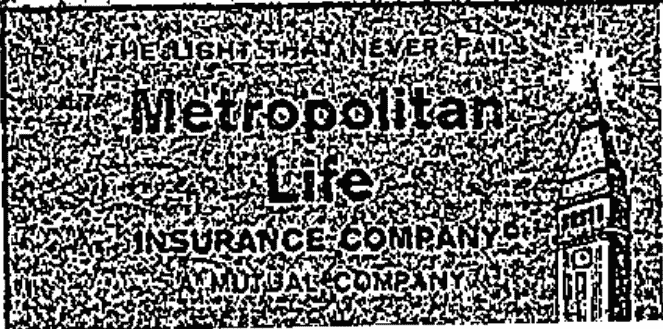 THE LIGHT THAT NEVER FAILS
Metropolitan
Life
INSURANCE COMPANY®
A MUTUAL COMPANY